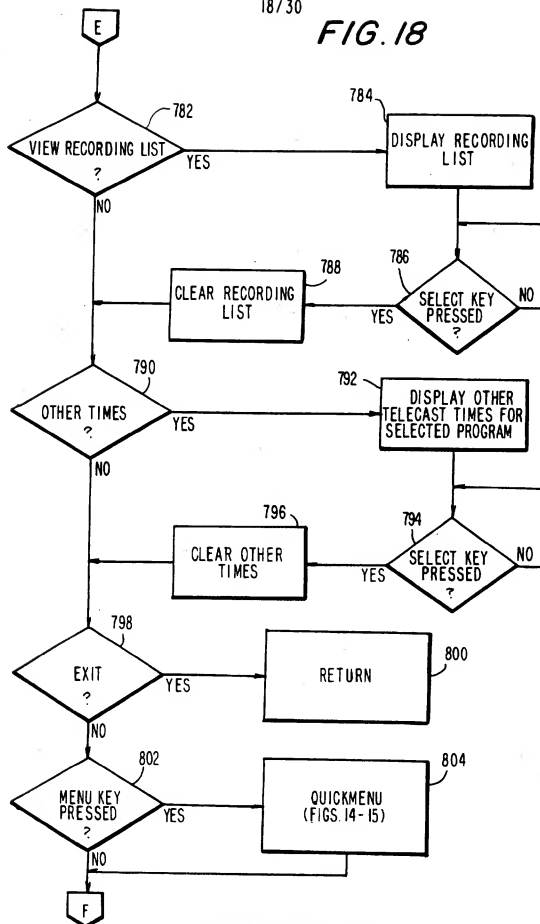 18/30
FIG. 18
E
782
VIEW RECORDING LIST
?
YES
NO
784
DISPLAY RECORDING
LIST
786
SELECT KEY
PRESSED
?
YES
NO
788
CLEAR RECORDING
LIST
790
OTHER TIMES
?
YES
NO
792
DISPLAY OTHER
TELECAST TIMES FOR
SELECTED PROGRAM
794
SELECT KEY
PRESSED
?
YES
NO
796
CLEAR OTHER
TIMES
798
EXIT
?
YES
NO
800
RETURN
802
MENU KEY
PRESSED
?
YES
NO
804
QUICKMENU
(FIGS. 14-15)
F